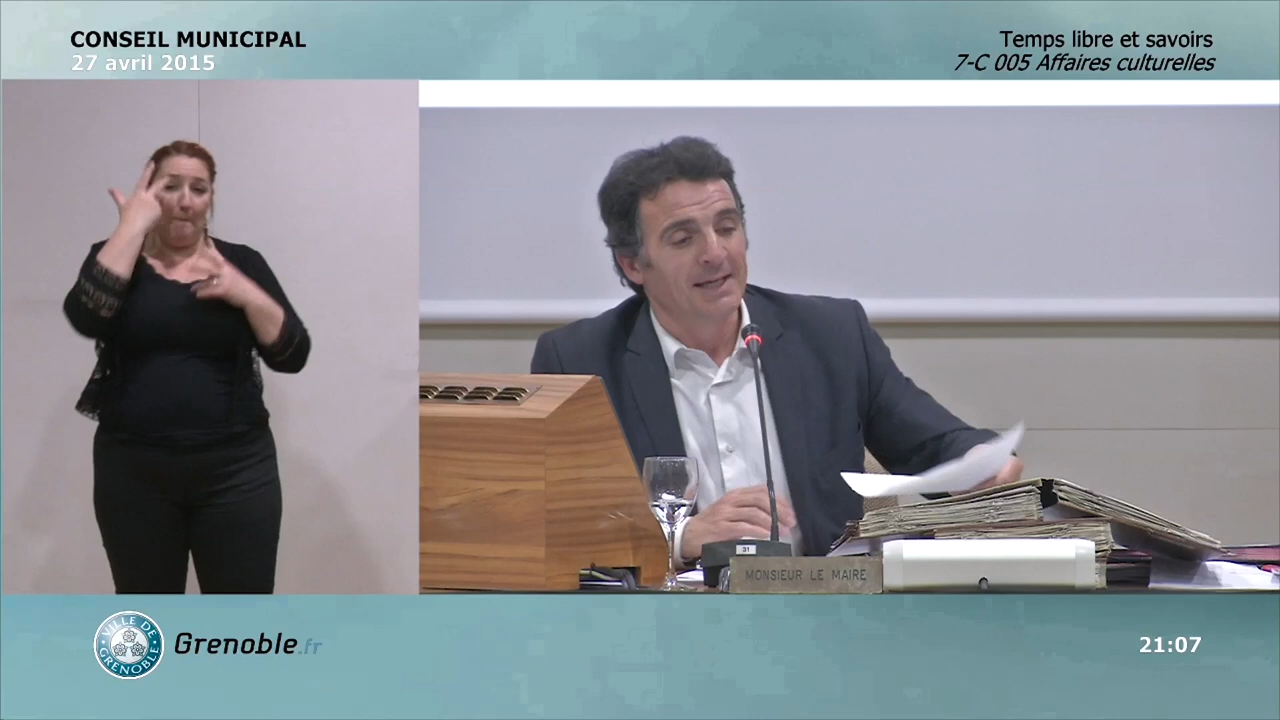 CONSEIL MUNICIPAL
27 avril 2015
Temps libre et savoirs
7-C 005 Affaires culturelles
31
MONSIEUR LE MAIRE
VILLE DE GRENOBLE
Grenoble.fr
21:07